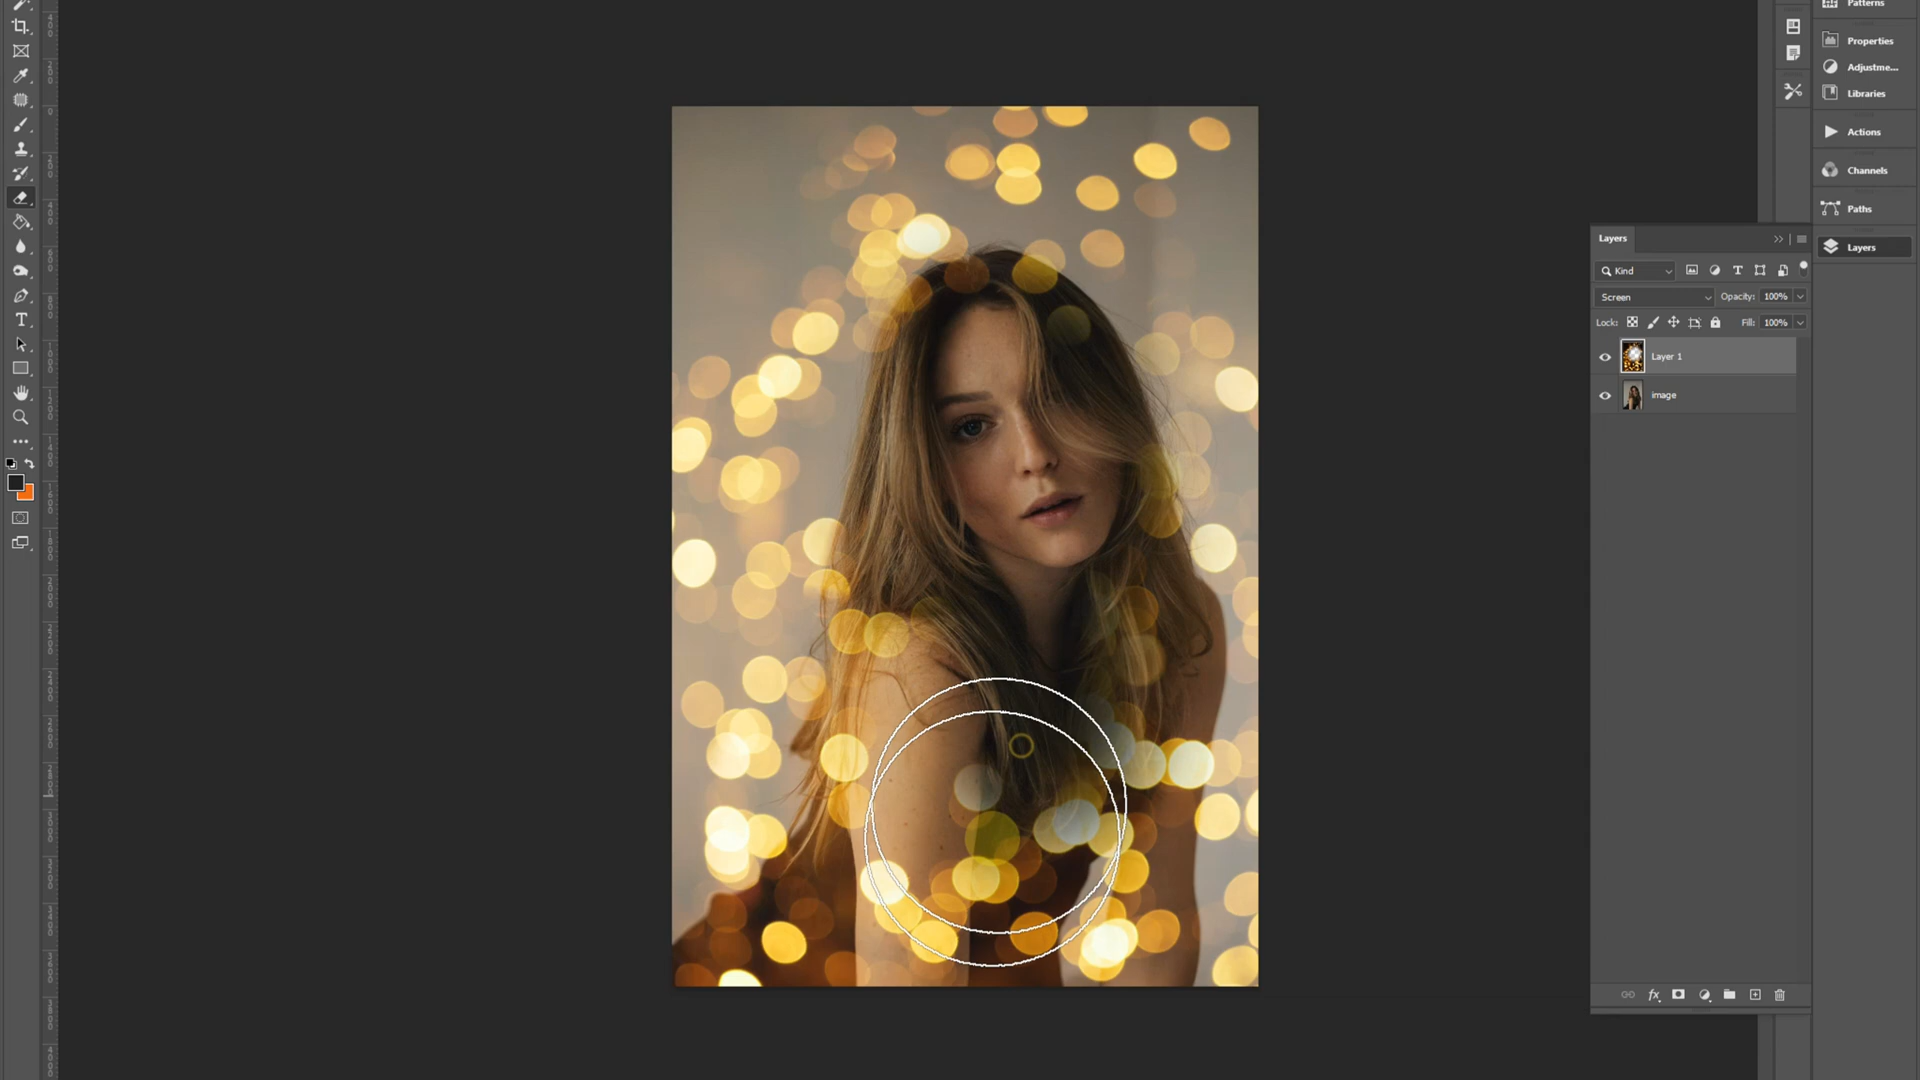 Patterns
Properties
Adjustme...
Libraries
Actions
Channels
Paths
Layers
Layers
Kind
Screen
Opacity: 100%
Lock:
Fill: 100%
Layer 1
image
fx